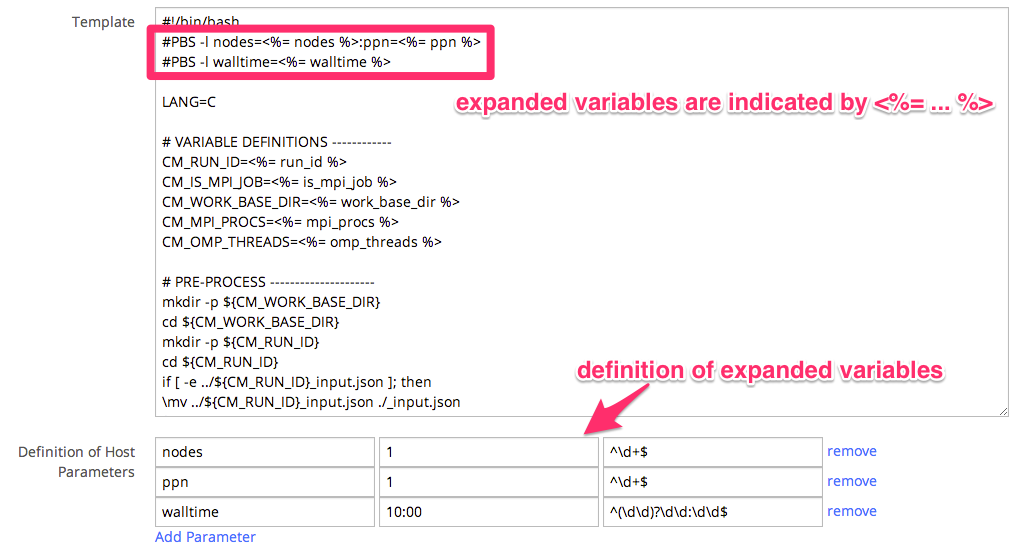 Template
#!/bin/bash
#PBS -l nodes=<%= nodes %>:ppn=<%= ppn %>
#PBS -l walltime=<%= walltime %>
LANG=C
expanded variables are indicated by <%= ... %>
# VARIABLE DEFINITIONS ------------
CM_RUN_ID=<%= run_id %>
CM_IS_MPI_JOB=<%= is_mpi_job %>
CM_WORK_BASE_DIR=<%= work_base_dir %>
CM_MPI_PROCS=<%= mpi_procs %>
CM_OMP_THREADS=<%= omp_threads %>
# PRE-PROCESS ---------------------
mkdir -p ${CM_WORK_BASE_DIR}
cd ${CM_WORK_BASE_DIR}
mkdir -p ${CM_RUN_ID}
cd ${CM_RUN_ID}
if [ -e ../${CM_RUN_ID}_input.json ]; then
\mv ../${CM_RUN_ID}_input.json ./_input.json
definition of expanded variables
Definition of Host
Parameters
nodes 1 ^\d+$ remove
ppn 1 ^\d+$ remove
walltime 10:00 ^(\d\d)?\d\d:\d\d$ remove
Add Parameter